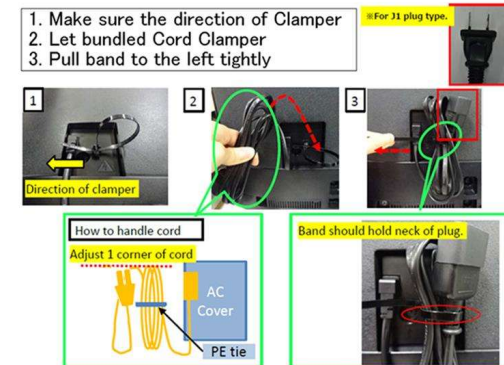 1. Make sure the direction of Clamper
2. Let bundled Cord Clamper
3. Pull band to the left tightly
※For J1 plug type.
1
2
3
Direction of clamper
How to handle cord
Adjust 1 corner of cord
AC
Cover
PE tie
Band should hold neck of plug.